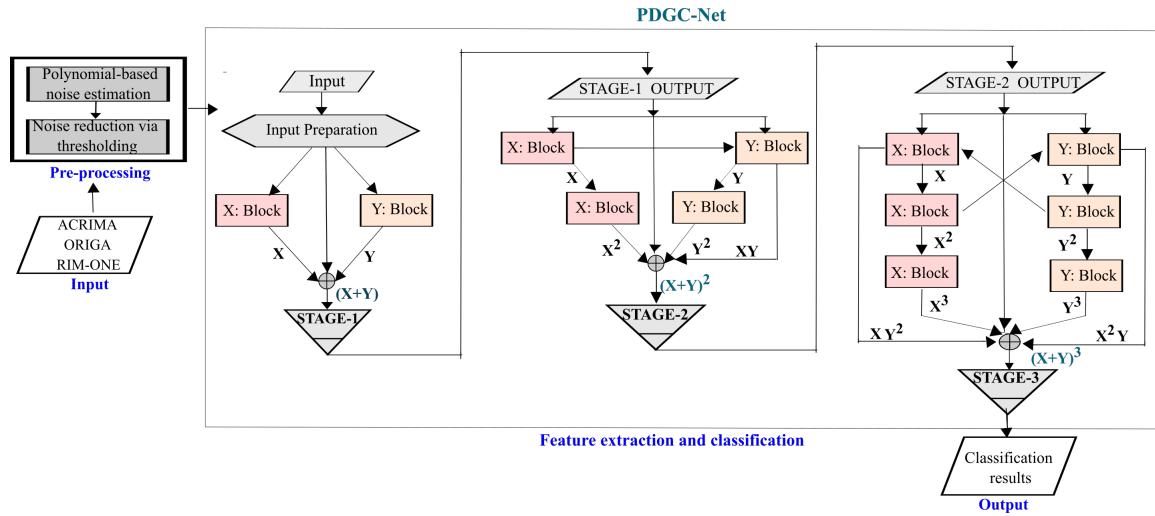 PDGC-Net
Polynomial-based
noise estimation
Noise reduction via
thresholding
Pre-processing
ACRIMA
ORIGA
RIM-ONE
Input
Input
Input Preparation
X: Block
Y: Block
X
Y
(X+Y)
STAGE-1
STAGE-1 OUTPUT
X: Block
Y: Block
X
Y
X: Block
Y: Block
X²
Y²
XY
(X+Y)²
STAGE-2
STAGE-2 OUTPUT
X: Block
Y: Block
X
Y
X: Block
Y: Block
X²
Y²
X: Block
Y: Block
X³
Y³
X Y²
X² Y
(X+Y)³
STAGE-3
Feature extraction and classification
Classification
results
Output